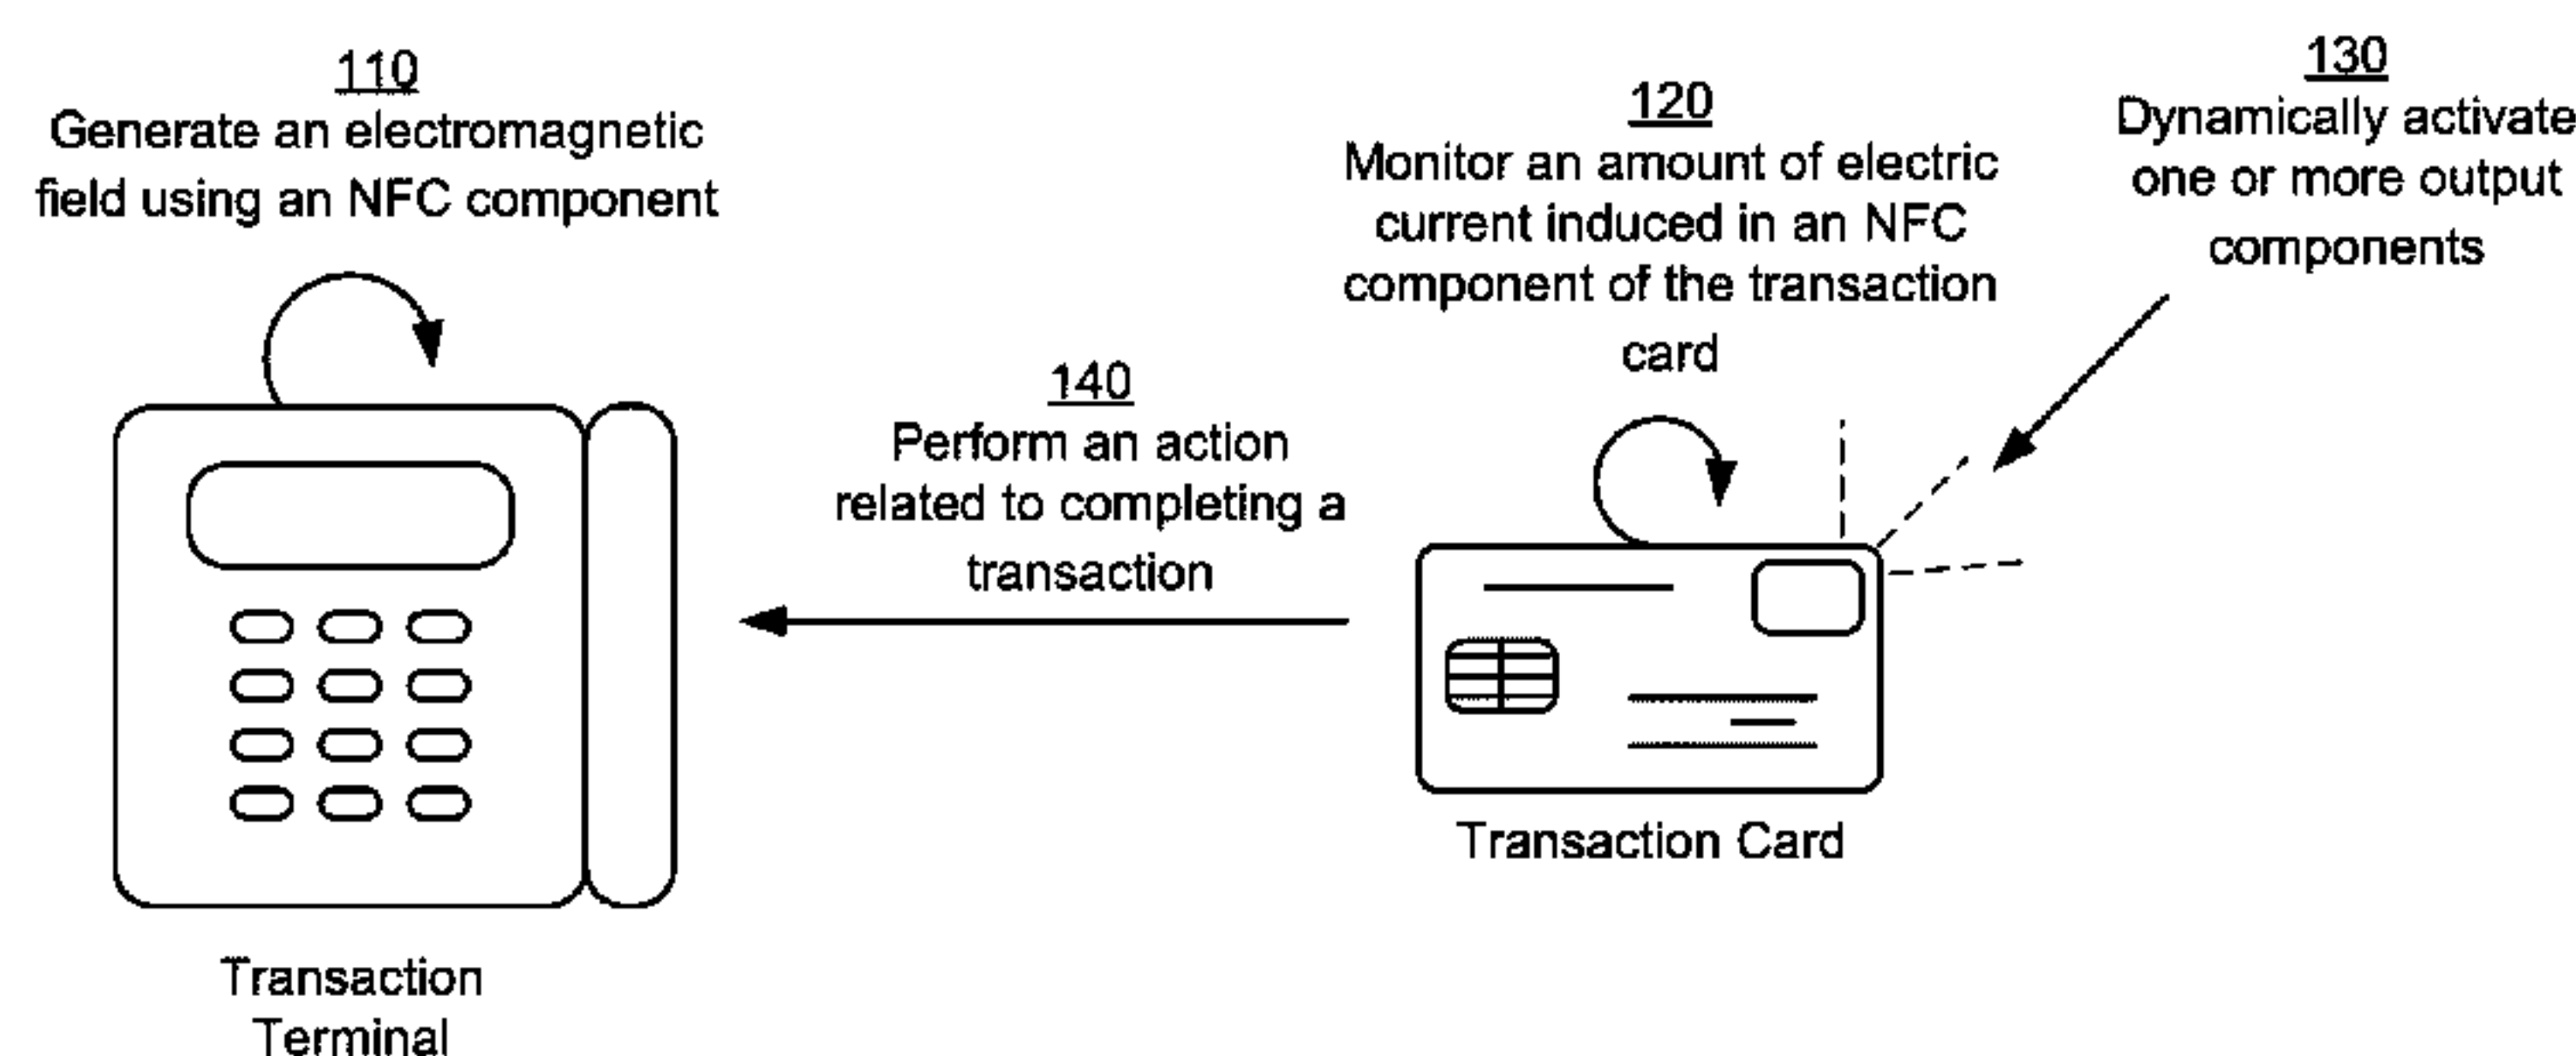 110
Generate an electromagnetic
field using an NFC component
120
Monitor an amount of electric
current induced in an NFC
component of the transaction
card
130
Dynamically activate
one or more output
components
140
Perform an action
related to completing a
transaction
Transaction Card
Transaction
Terminal